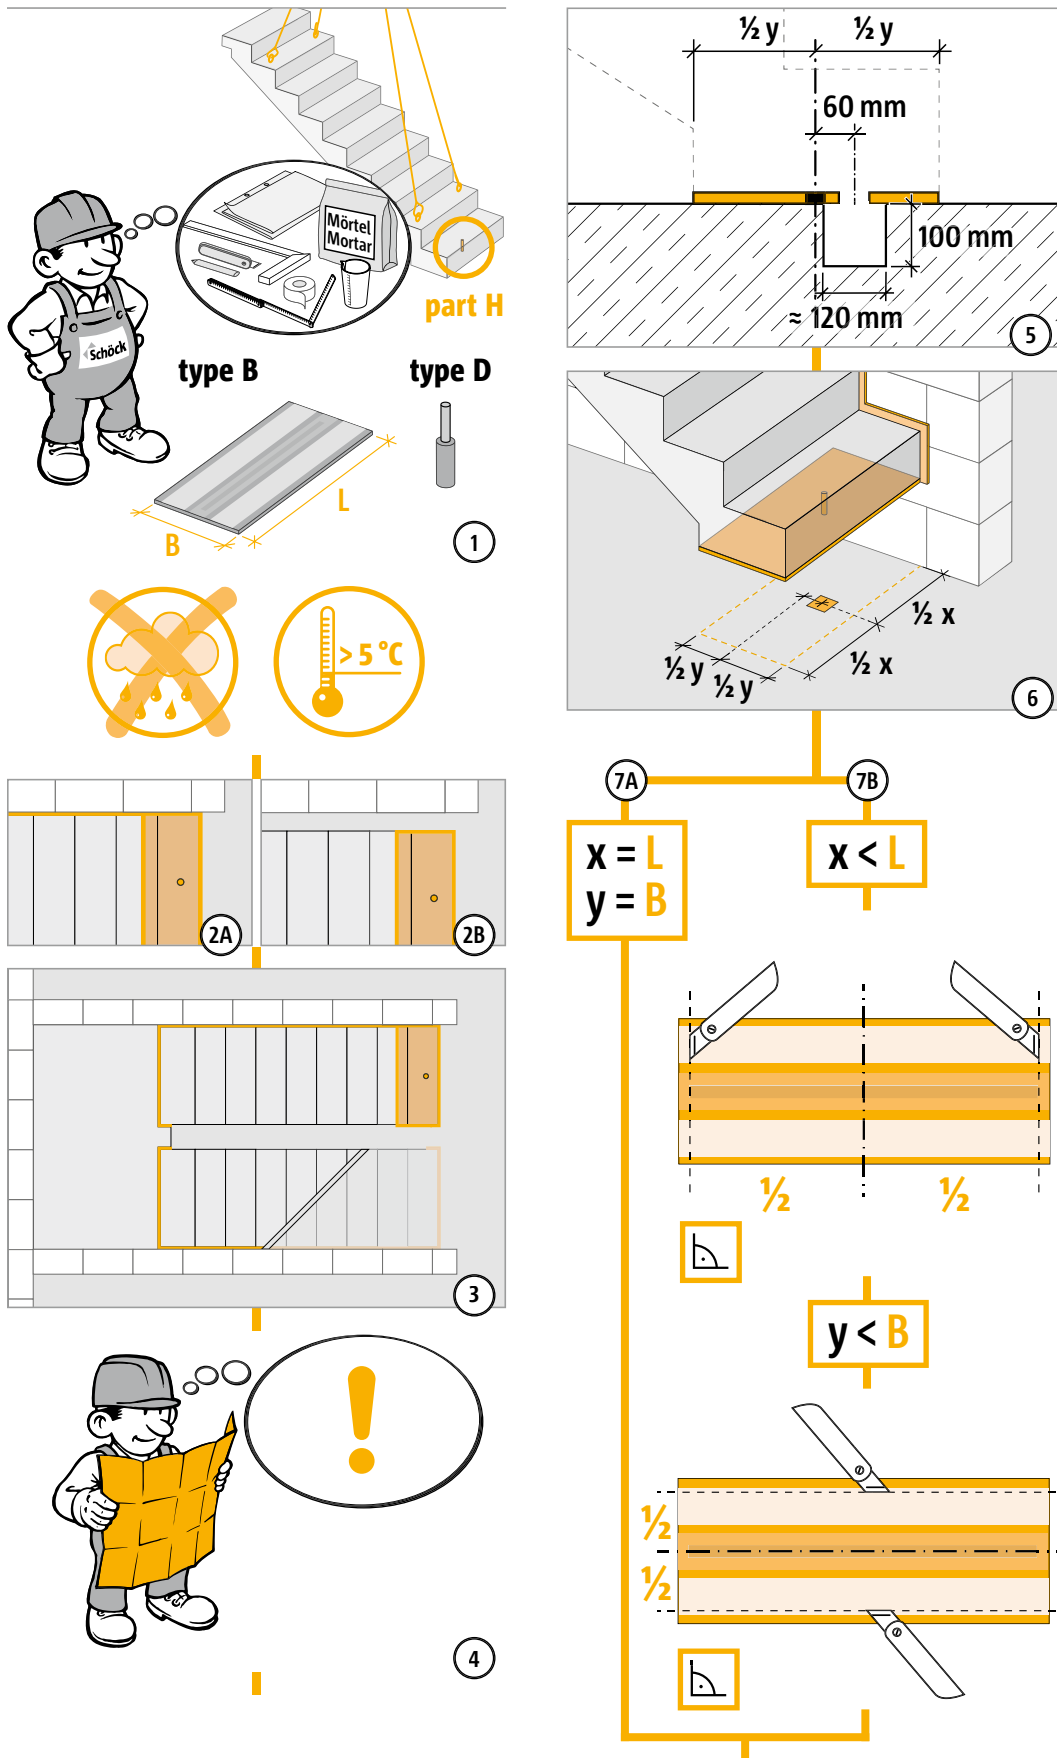 Mörtel
Mortar
part H
Schöck
type B
type D
L
B
1
> 5 °C
2A
2B
3
4
½ y
½ y
60 mm
100 mm
≈ 120 mm
5
½ x
½ x
½ y
½ y
6
7A
7B
x = L
y = B
x < L
½
½
y < B
½
½